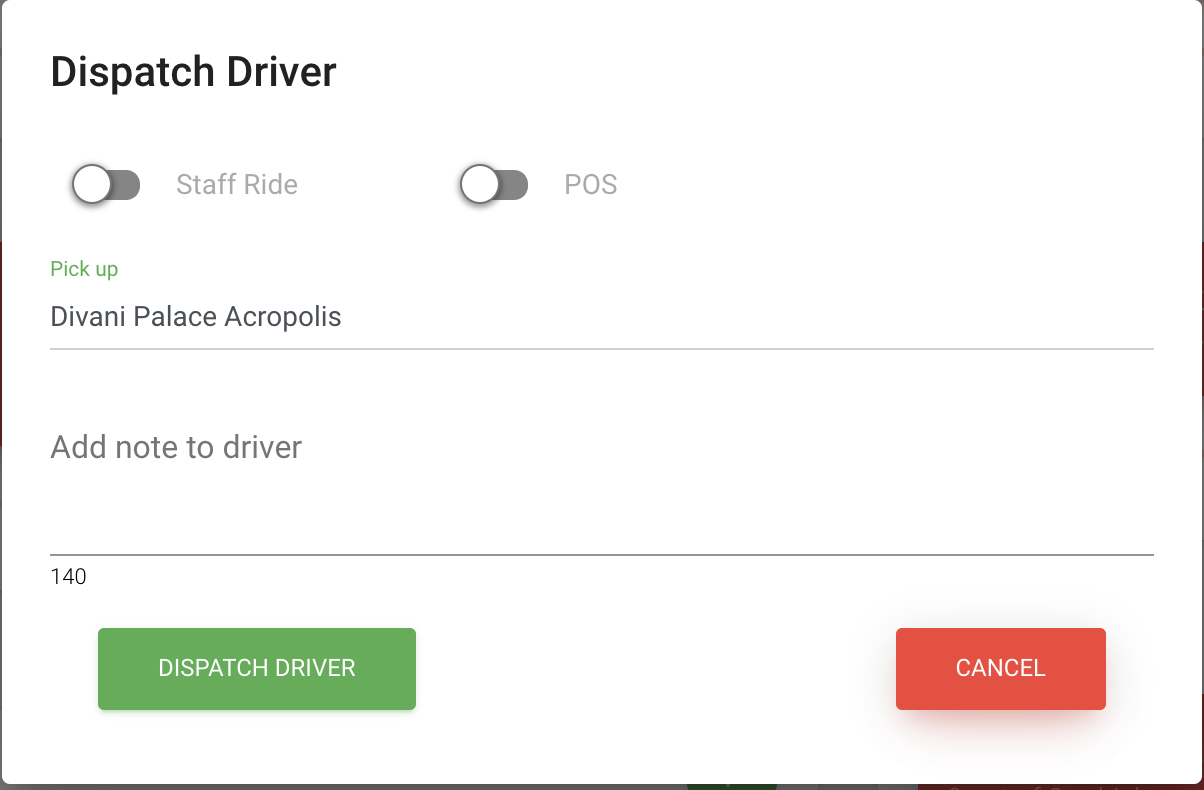 Dispatch Driver
Staff Ride
POS
Pick up
Divani Palace Acropolis
Add note to driver
140
DISPATCH DRIVER
CANCEL